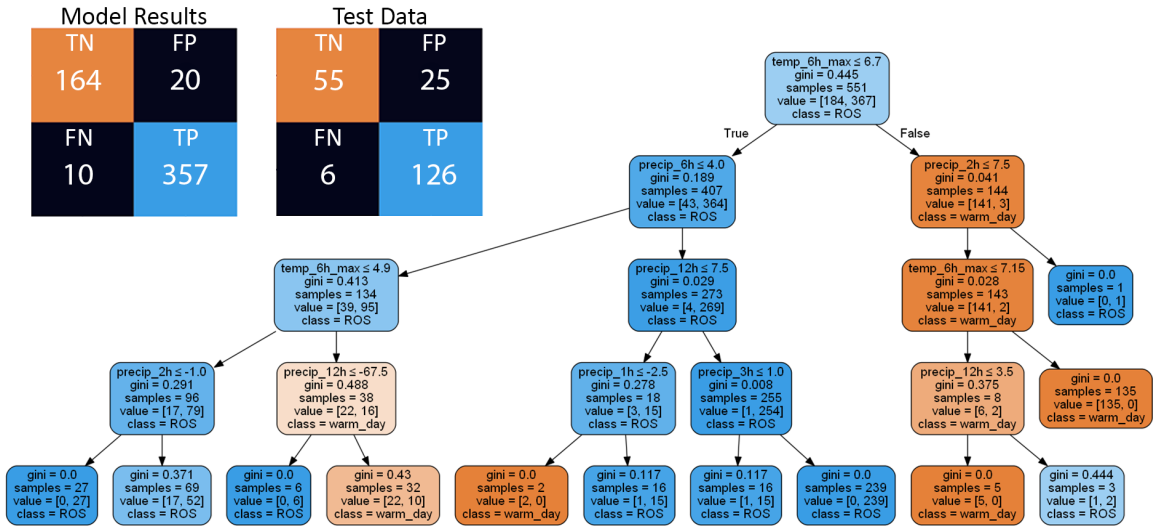 Model Results
TN
FP
164
20
FN
TP
10
357
Test Data
TN
FP
55
25
FN
TP
6
126
temp_6h_max ≤ 6.7
gini = 0.445
samples = 551
value = [184, 367]
class = ROS
True
False
precip_6h ≤ 4.0
gini = 0.189
samples = 407
value = [43, 364]
class = ROS
precip_2h ≤ 7.5
gini = 0.041
samples = 144
value = [141, 3]
class = warm_day
temp_6h_max ≤ 4.9
gini = 0.413
samples = 134
value = [39, 95]
class = ROS
precip_12h ≤ 7.5
gini = 0.029
samples = 273
value = [4, 269]
class = ROS
temp_6h_max ≤ 7.15
gini = 0.028
samples = 143
value = [141, 2]
class = warm_day
gini = 0.0
samples = 1
value = [0, 1]
class = ROS
precip_2h ≤ -1.0
gini = 0.291
samples = 96
value = [17, 79]
class = ROS
precip_12h ≤ -67.5
gini = 0.488
samples = 38
value = [22, 16]
class = warm_day
precip_1h ≤ -2.5
gini = 0.278
samples = 18
value = [3, 15]
class = ROS
precip_3h ≤ 1.0
gini = 0.008
samples = 255
value = [1, 254]
class = ROS
precip_12h ≤ 3.5
gini = 0.375
samples = 8
value = [6, 2]
class = warm_day
gini = 0.0
samples = 135
value = [135, 0]
class = warm_day
gini = 0.0
samples = 27
value = [0, 27]
class = ROS
gini = 0.371
samples = 69
value = [17, 52]
class = ROS
gini = 0.0
samples = 6
value = [0, 6]
class = ROS
gini = 0.43
samples = 32
value = [22, 10]
class = warm_day
gini = 0.0
samples = 2
value = [2, 0]
class = warm_day
gini = 0.117
samples = 16
value = [1, 15]
class = ROS
gini = 0.117
samples = 16
value = [1, 15]
class = ROS
gini = 0.0
samples = 239
value = [0, 239]
class = ROS
gini = 0.0
samples = 5
value = [5, 0]
class = warm_day
gini = 0.444
samples = 3
value = [1, 2]
class = ROS